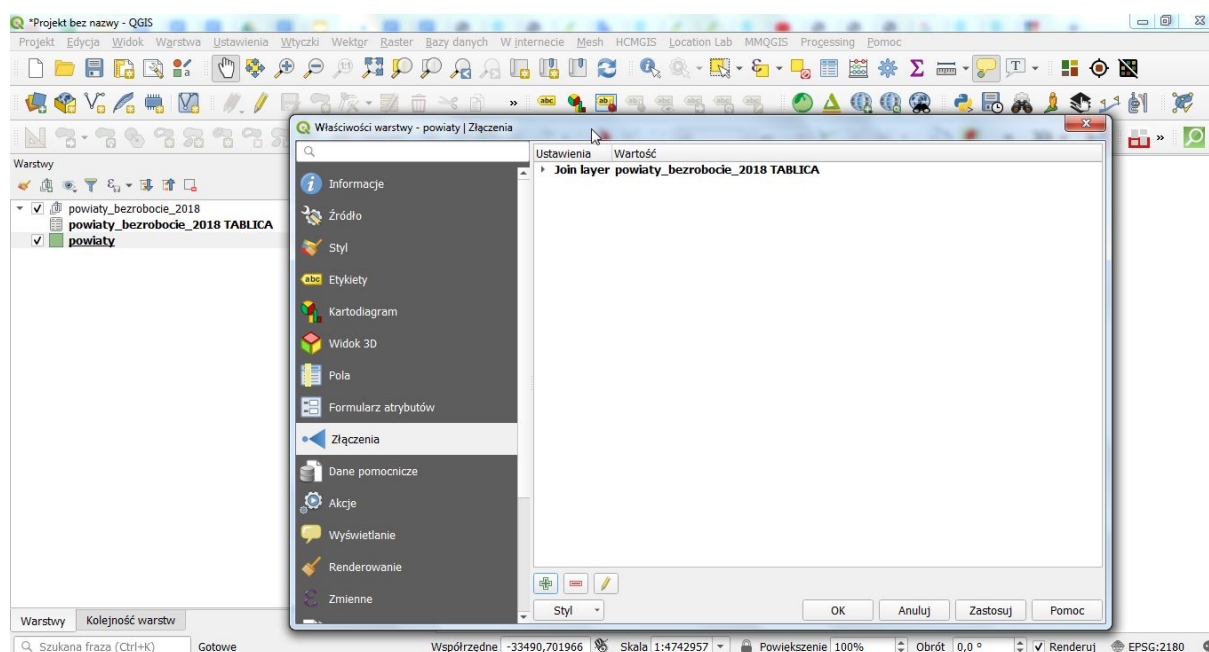 *Projekt bez nazwy - QGIS
Projekt Edycja Widok Warstwa Ustawienia Wtyczki Wektor Raster Bazy danych W internecie Mesh HCMGIS Location Lab MMQGIS Processing Pomoc
Właściwości warstwy - powiaty | Złączenia
Warstwy
powiaty_bezrobocie_2018
powiaty_bezrobocie_2018 TABLICA
powiaty
Informacje
Źródło
Styl
abc Etykiety
Kartodiagram
Widok 3D
Pola
Formularz atrybutów
Złączenia
Dane pomocnicze
Akcje
Wyświetlanie
Renderowanie
Zmienne
Ustawienia Wartość
Join layer powiaty_bezrobocie_2018 TABLICA
Styl
OK Anuluj Zastosuj Pomoc
Warstwy Kolejność warstw
Szukana fraza (Ctrl+K) Gotowe Współrzędne -33490,701966 Skala 1:4742957 Powiększenie 100% Obrót 0,0 ° Renderuj EPSG:2180